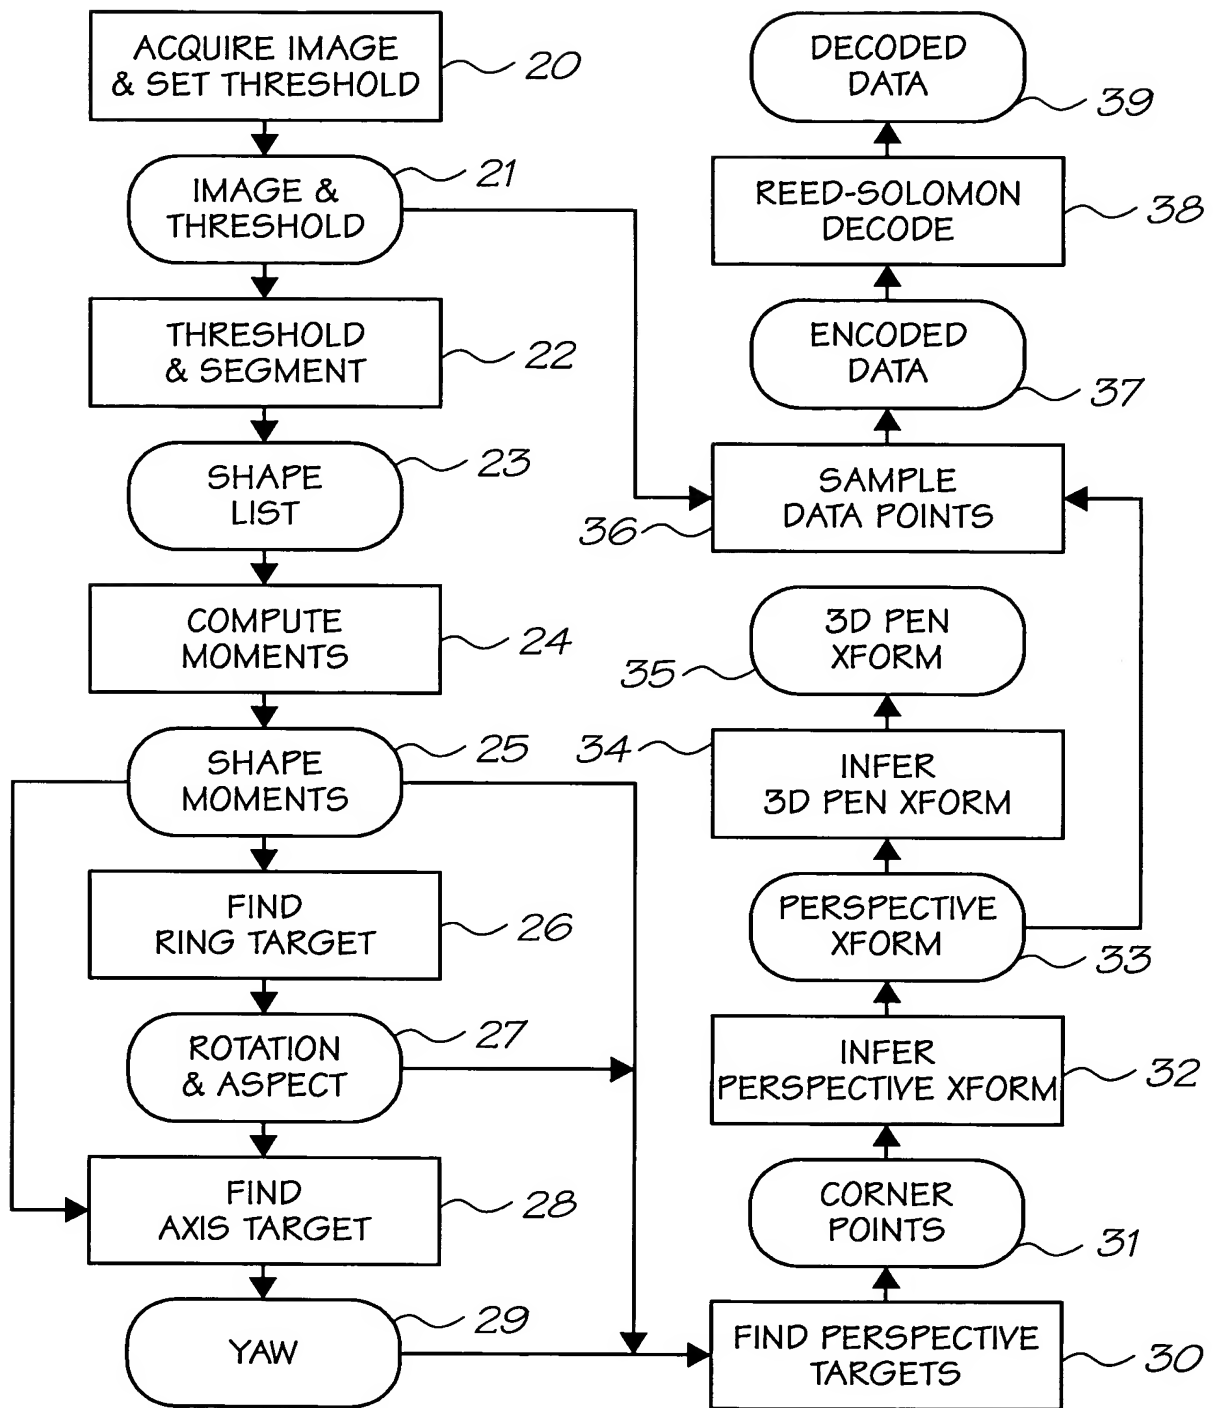 ACQUIRE IMAGE
& SET THRESHOLD
20
IMAGE &
THRESHOLD
21
THRESHOLD
& SEGMENT
22
SHAPE
LIST
23
COMPUTE
MOMENTS
24
SHAPE
MOMENTS
25
FIND
RING TARGET
26
ROTATION
& ASPECT
27
FIND
AXIS TARGET
28
YAW
29
FIND PERSPECTIVE
TARGETS
30
CORNER
POINTS
31
INFER
PERSPECTIVE XFORM
32
PERSPECTIVE
XFORM
33
INFER
3D PEN XFORM
34
3D PEN
XFORM
35
SAMPLE
DATA POINTS
36
ENCODED
DATA
37
REED-SOLOMON
DECODE
38
DECODED
DATA
39